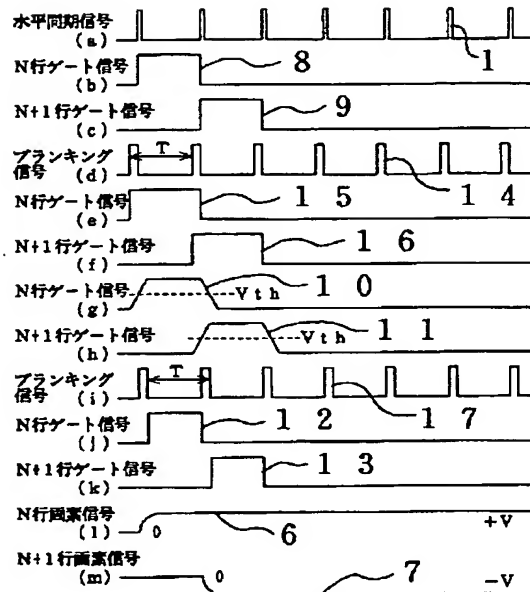 水平同期信号
(a)
1
N行ゲート信号
(b)
8
N+1行ゲート信号
(c)
9
ブランキング
信号
(d)
T
14
N行ゲート信号
(e)
15
N+1行ゲート信号
(f)
16
N行ゲート信号
(g)
Vth
10
N+1行ゲート信号
(h)
Vth
11
ブランキング
信号
(i)
T
17
N行ゲート信号
(j)
12
N+1行ゲート信号
(k)
13
N行画素信号
(l)
0
6
+V
N+1行画素信号
(m)
0
7
-V